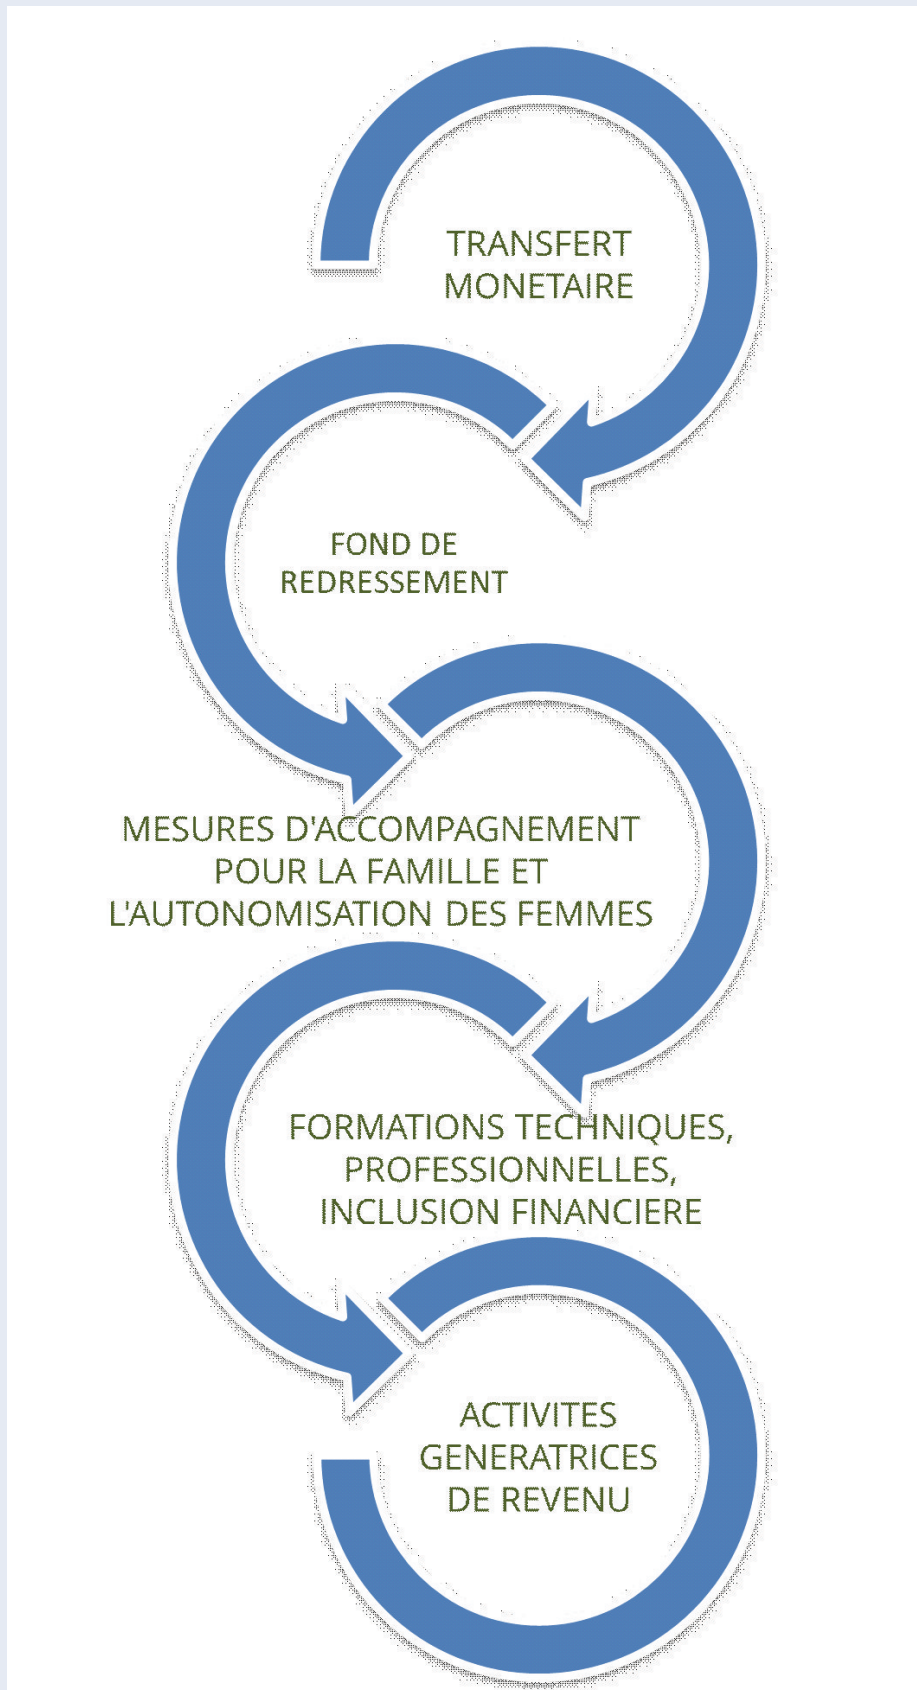 TRANSFERT
MONETAIRE
FOND DE
REDRESSEMENT
MESURES D'ACCOMPAGNEMENT
POUR LA FAMILLE ET
L'AUTONOMISATION DES FEMMES
FORMATIONS TECHNIQUES,
PROFESSIONNELLES,
INCLUSION FINANCIERE
ACTIVITES
GENERATRICES
DE REVENU